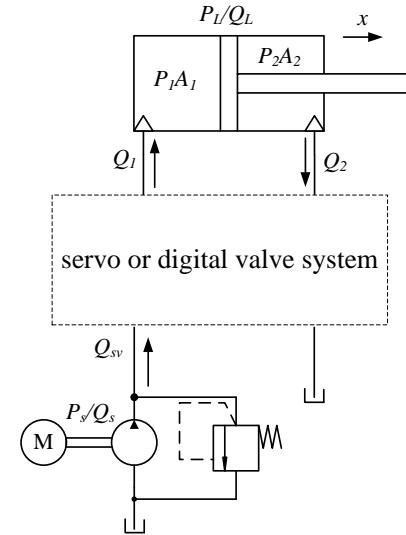 P_L/Q_L
x
P_1A_1
P_2A_2
Q_1
Q_2
servo or digital valve system
Q_sv
P_s/Q_s
M